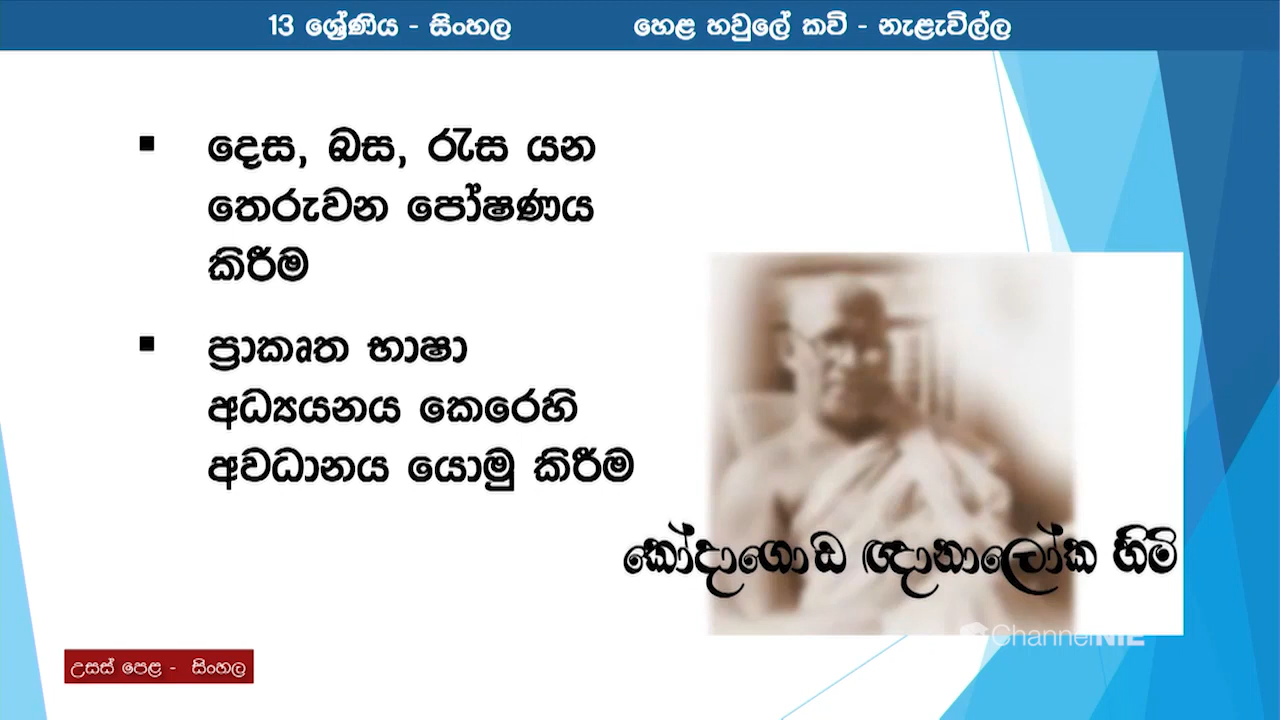 13 ශ්‍රේණිය - සිංහල
හෙළ හවුලේ කවි - නැළැවිල්ල
▪ දෙස, බස, රැස යන
තෙරුවන පෝෂණය
කිරීම
▪ ප්‍රාකෘත භාෂා
අධ්‍යයනය කෙරෙහි
අවධානය යොමු කිරීම
කෝදාගොඩ ඥානාලෝක හිමි
ChannelNIE
උසස් පෙළ - සිංහල